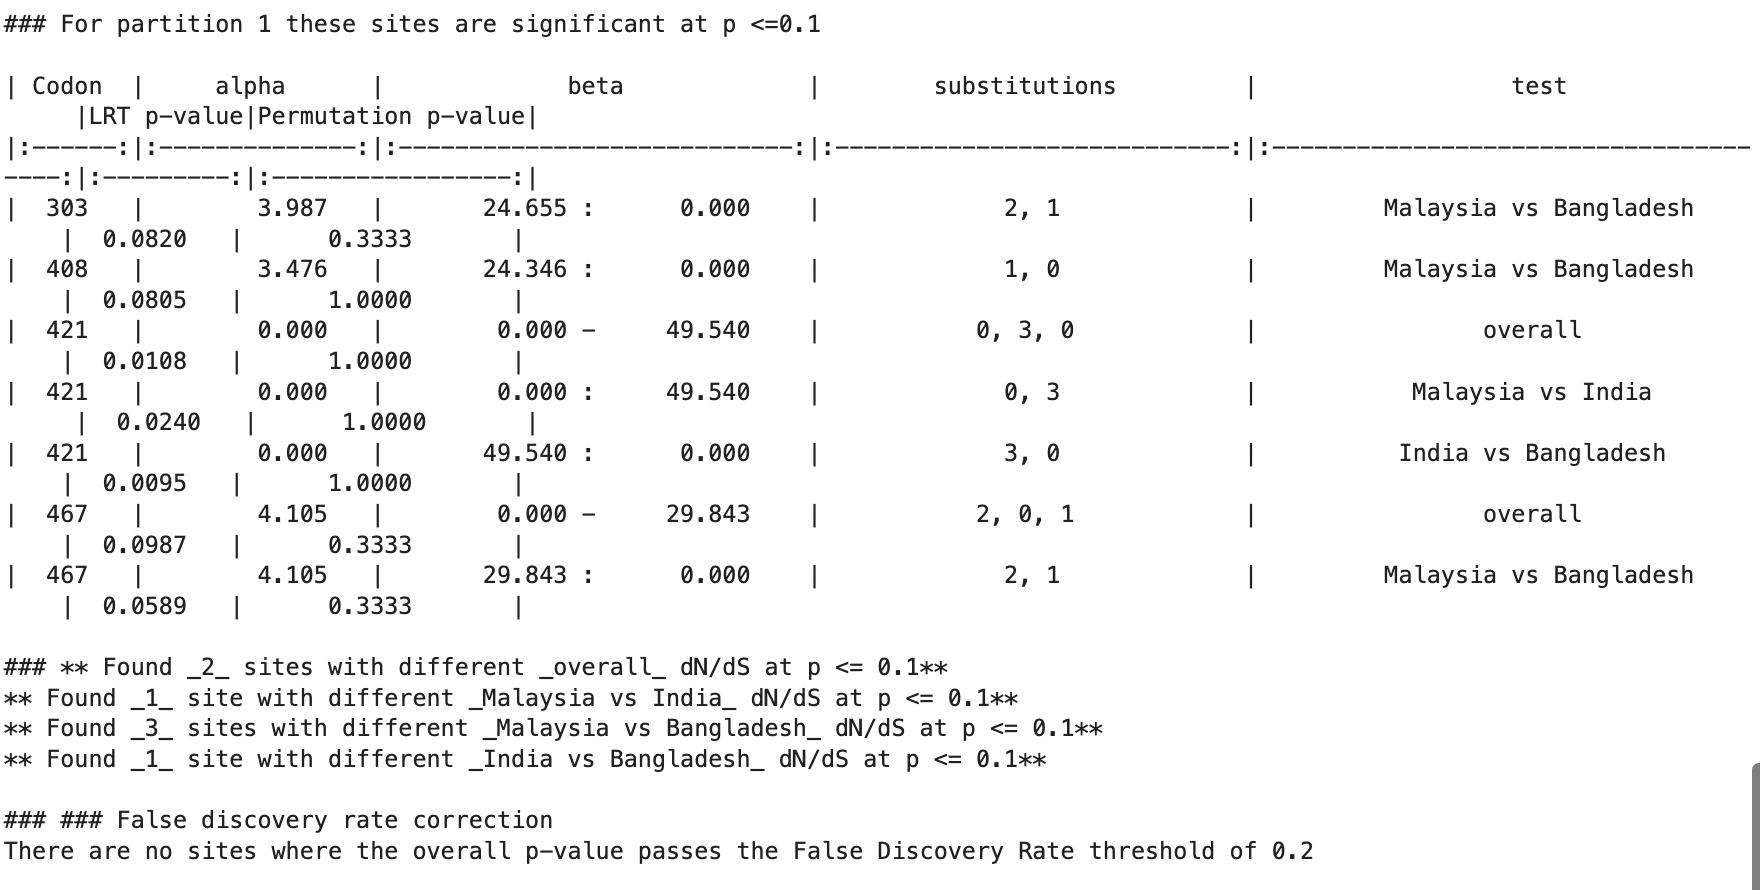 ### For partition 1 these sites are significant at p <=0.1
| Codon  |     alpha      |             beta             |        substitutions         |                  test
     |LRT p-value|Permutation p-value|
|:------:|:--------------:|:----------------------------:|:----------------------------:|:----------------------------------
----:|:---------:|:-----------------:|
|  303   |        3.987   |       24.655 :      0.000    |             2, 1             |         Malaysia vs Bangladesh
    |  0.0820   |      0.3333       |
|  408   |        3.476   |       24.346 :      0.000    |             1, 0             |         Malaysia vs Bangladesh
    |  0.0805   |      1.0000       |
|  421   |        0.000   |        0.000 -     49.540    |           0, 3, 0            |                overall
    |  0.0108   |      1.0000       |
|  421   |        0.000   |        0.000 :     49.540    |             0, 3             |           Malaysia vs India
     |  0.0240   |      1.0000       |
|  421   |        0.000   |       49.540 :      0.000    |             3, 0             |          India vs Bangladesh
    |  0.0095   |      1.0000       |
|  467   |        4.105   |        0.000 -     29.843    |           2, 0, 1            |                overall
    |  0.0987   |      0.3333       |
|  467   |        4.105   |       29.843 :      0.000    |             2, 1             |         Malaysia vs Bangladesh
    |  0.0589   |      0.3333       |
### ** Found _2_ sites with different _overall_ dN/dS at p <= 0.1**
** Found _1_ site with different _Malaysia vs India_ dN/dS at p <= 0.1**
** Found _3_ sites with different _Malaysia vs Bangladesh_ dN/dS at p <= 0.1**
** Found _1_ site with different _India vs Bangladesh_ dN/dS at p <= 0.1**
### ### False discovery rate correction
There are no sites where the overall p-value passes the False Discovery Rate threshold of 0.2